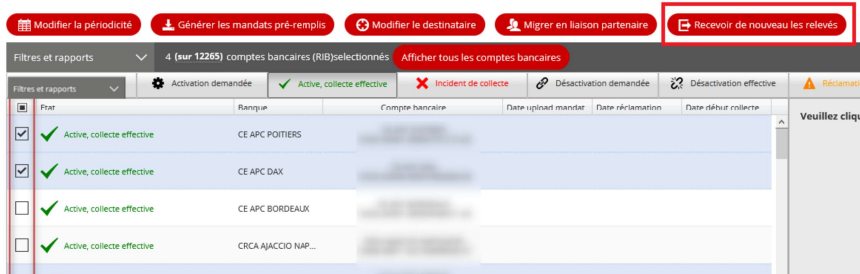 Modifier la périodicité Générer les mandats pré-remplis Modifier le destinataire Migrer en liaison partenaire Recevoir de nouveau les relevés
Filtres et rapports 4 (sur 12265) comptes bancaires (RIB)selectionnés Afficher tous les comptes bancaires
Filtres et rapports Activation demandée Active, collecte effective Incident de collecte Désactivation demandée Désactivation effective Réclamati
Etat Banque Compte bancaire Date upload mandat Date réclamation Date début collecte
Veuillez cliqu
Active, collecte effective CE APC POITIERS
Active, collecte effective CE APC DAX
Active, collecte effective CE APC BORDEAUX
Active, collecte effective CRCA AJACCIO NAP...